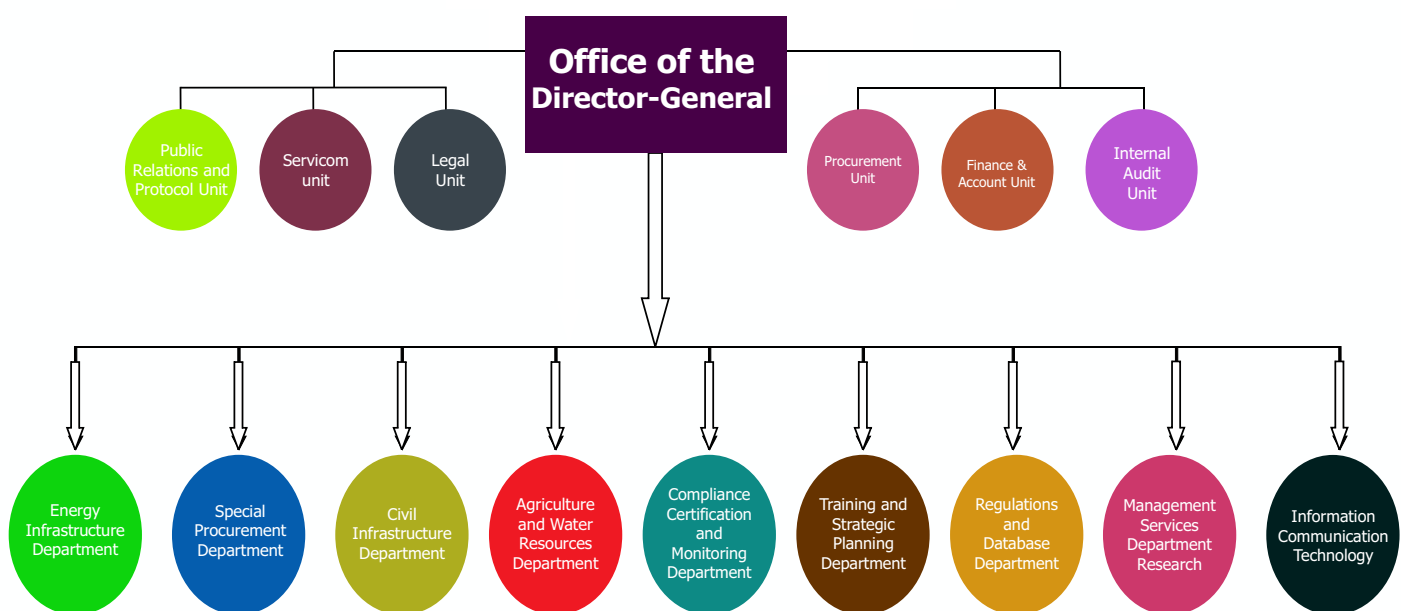 Office of the
Director-General
Public
Relations and
Protocol Unit
Servicom
unit
Legal
Unit
Procurement
Unit
Finance &
Account Unit
Internal
Audit
Unit
Energy
Infrastructure
Department
Special
Procurement
Department
Civil
Infrastructure
Department
Agriculture
and Water
Resources
Department
Compliance
Certification
and
Monitoring
Department
Training and
Strategic
Planning
Department
Regulations
and
Database
Department
Management
Services
Department
Research
Information
Communication
Technology